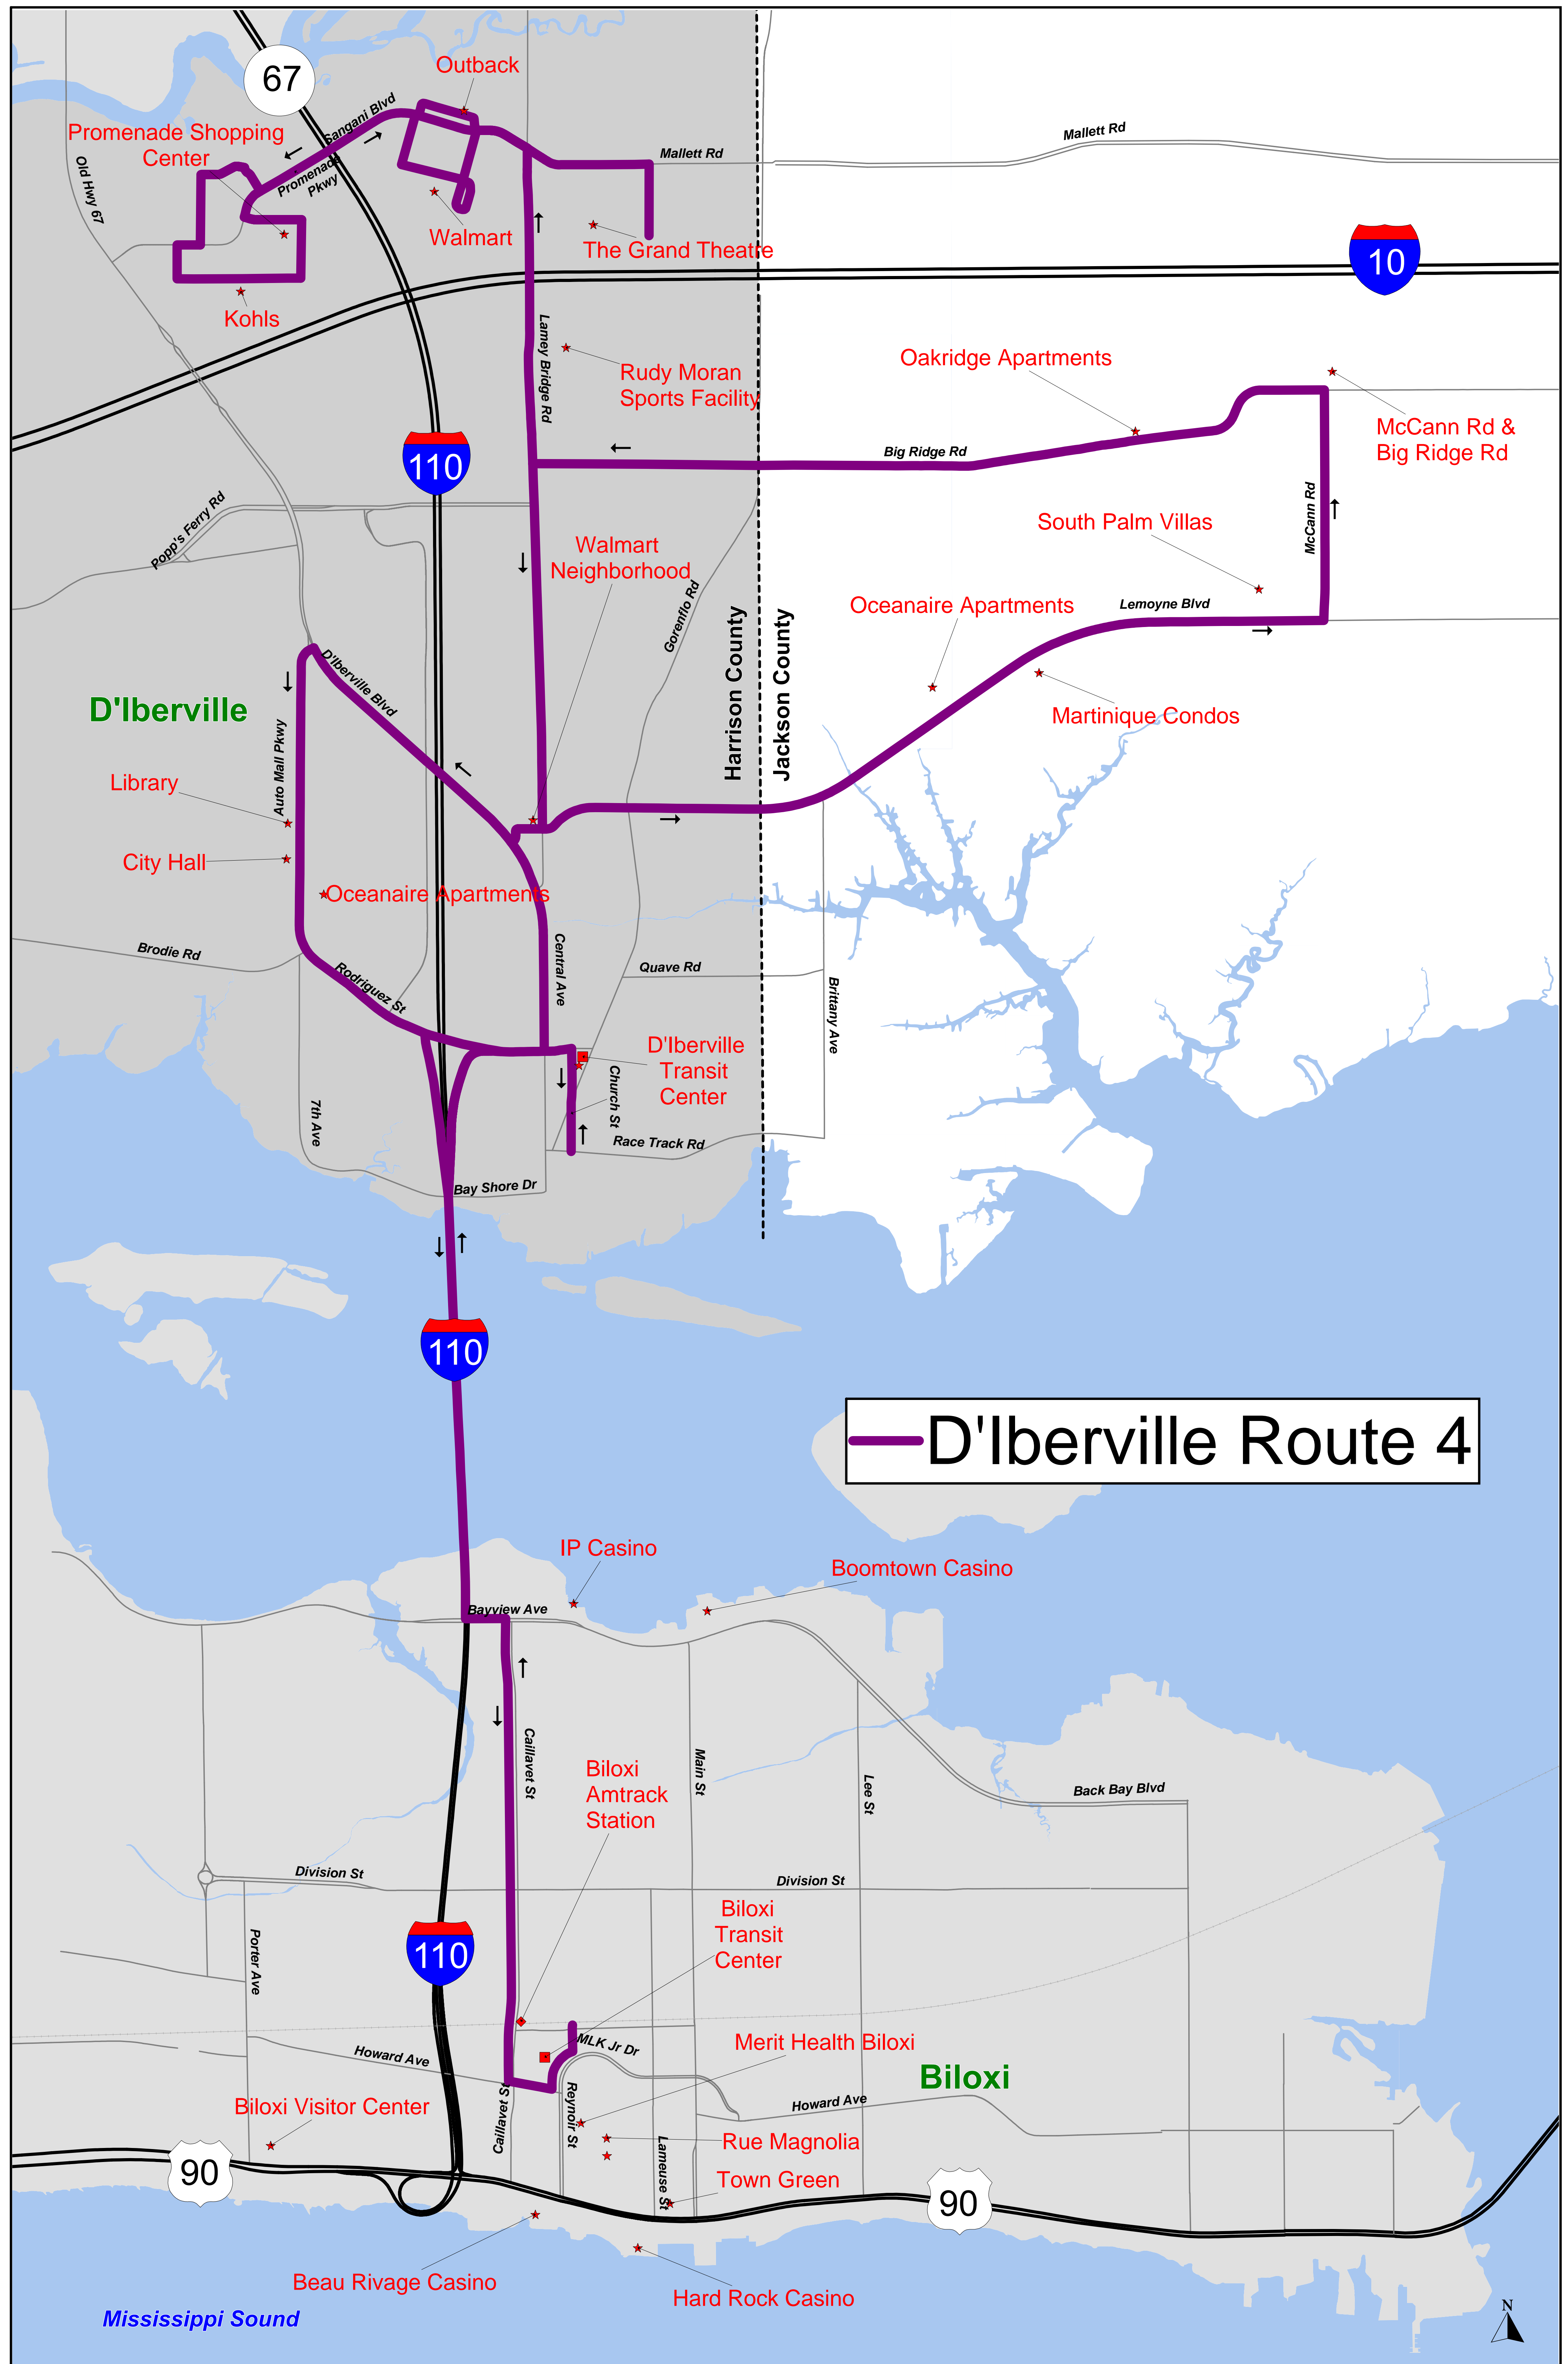 67
Outback
Sangani Blvd
Promenade Shopping
Center
Promenade
Pkwy
Old Hwy 67
Mallett Rd
Mallett Rd
Walmart
The Grand Theatre
10
Kohls
Lamey Bridge Rd
Rudy Moran
Sports Facility
Oakridge Apartments
McCann Rd &
Big Ridge Rd
110
Big Ridge Rd
Popp's Ferry Rd
McCann Rd
South Palm Villas
Walmart
Neighborhood
Gorenflo Rd
Oceanaire Apartments
Lemoyne Blvd
Harrison County
Jackson County
D'Iberville Blvd
D'Iberville
Martinique Condos
Auto Mall Pkwy
Library
City Hall
Oceanaire Apartments
Brodie Rd
Rodriguez St
Central Ave
Quave Rd
Brittany Ave
D'Iberville
Transit
Center
Church St
7th Ave
Race Track Rd
Bay Shore Dr
110
D'Iberville Route 4
IP Casino
Boomtown Casino
Bayview Ave
Caillavet St
Main St
Lee St
Biloxi
Amtrack
Station
Back Bay Blvd
Division St
Division St
Biloxi
Transit
Center
Porter Ave
110
MLK Jr Dr
Howard Ave
Merit Health Biloxi
Biloxi
Howard Ave
Biloxi Visitor Center
Caillavet St
Reynoir St
Lameuse St
Rue Magnolia
90
Town Green
90
Beau Rivage Casino
Hard Rock Casino
Mississippi Sound
N